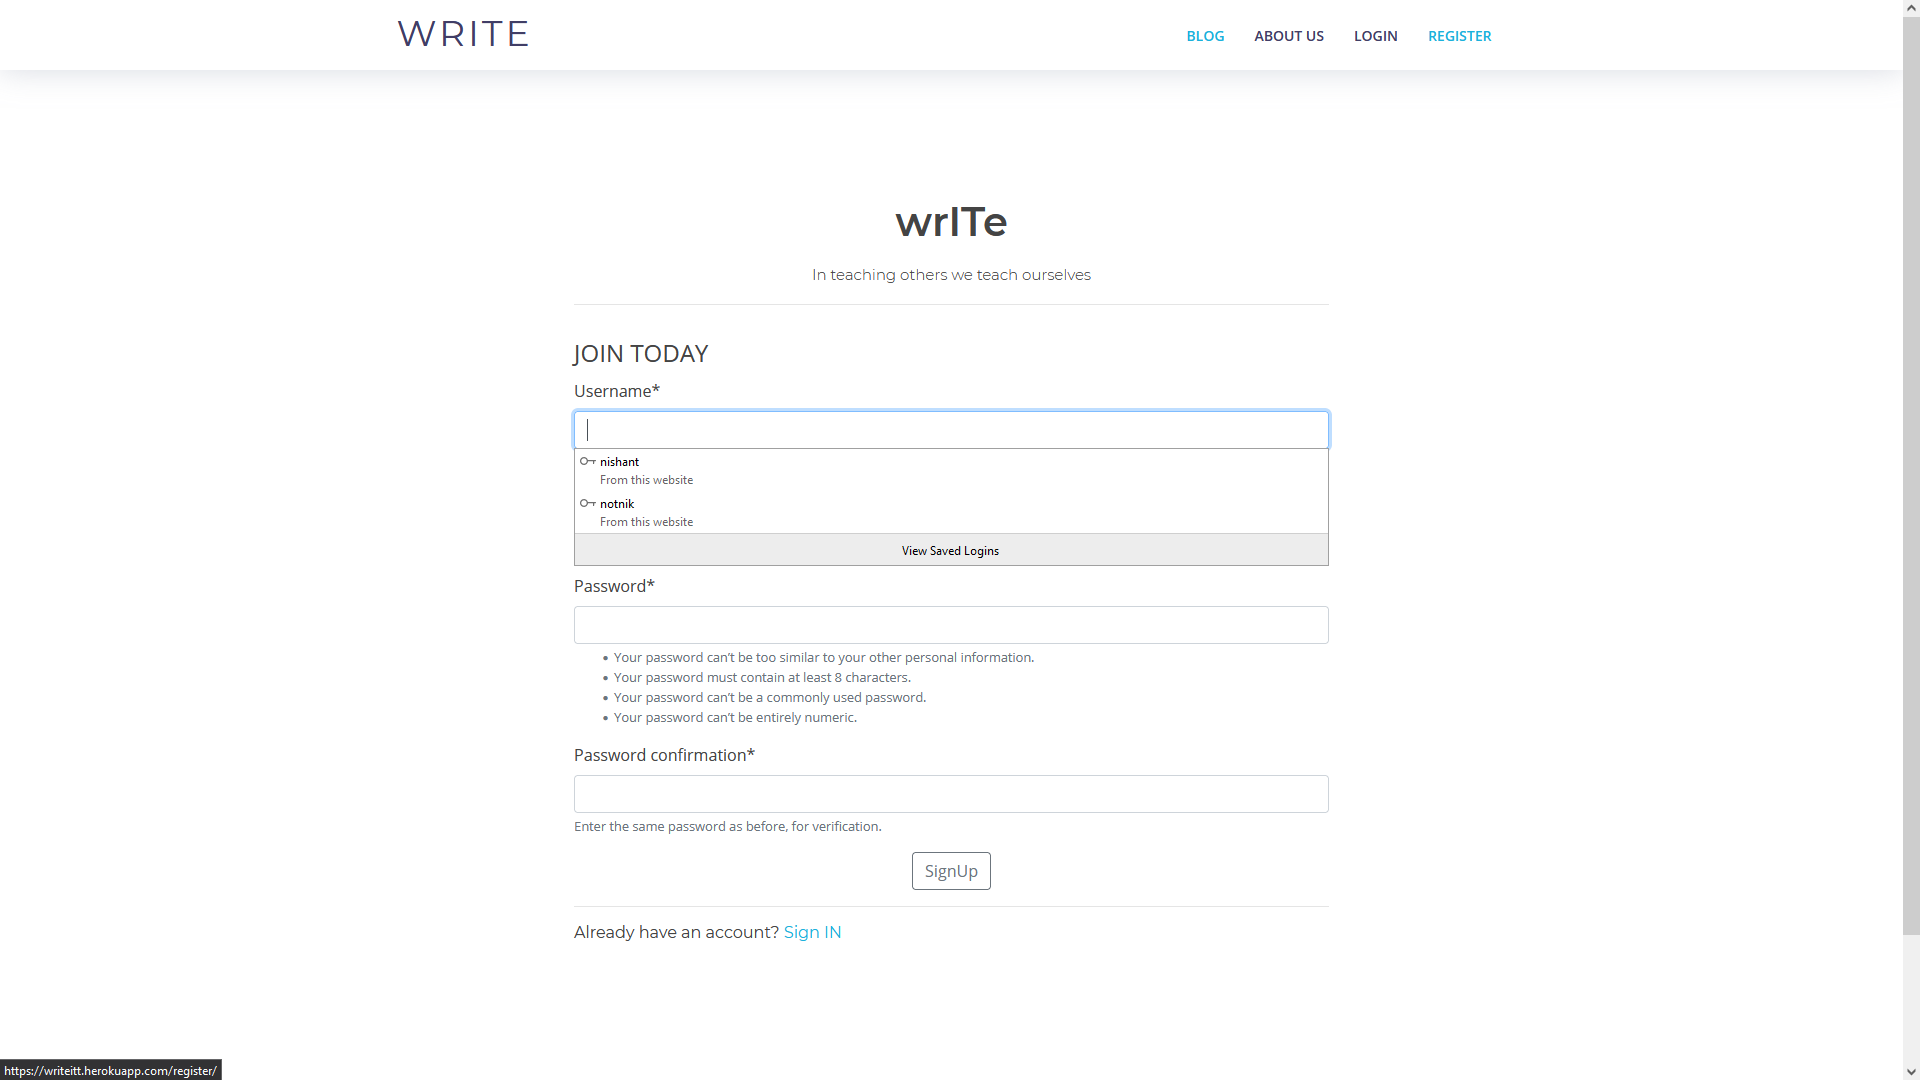 WRITE
BLOG ABOUT US LOGIN REGISTER
wrITe
In teaching others we teach ourselves
JOIN TODAY
Username*
nishant
From this website
notnik
From this website
View Saved Logins
Password*
• Your password can't be too similar to your other personal information.
• Your password must contain at least 8 characters.
• Your password can't be a commonly used password.
• Your password can't be entirely numeric.
Password confirmation*
Enter the same password as before, for verification.
SignUp
Already have an account? Sign IN
https://writeitt.herokuapp.com/register/